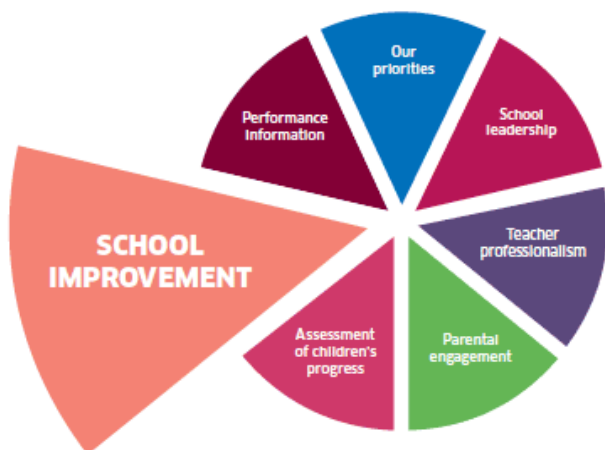 Our
priorities
School
leadership
Teacher
professionalism
Parental
engagement
Assessment
of children's
progress
SCHOOL
IMPROVEMENT
Performance
information